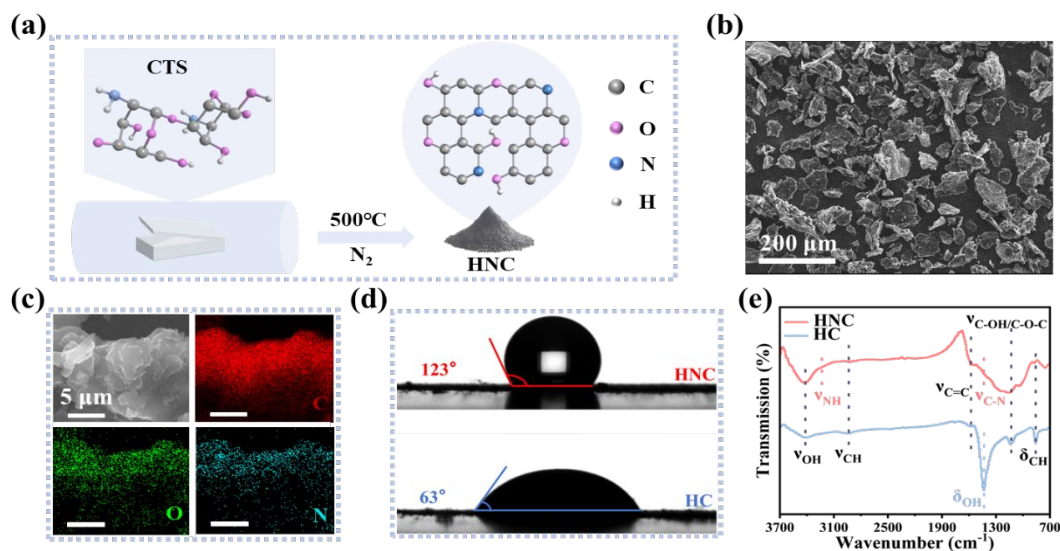 (a)
CTS
C
O
N
H
500°C
N₂
HNC
(b)
200 µm
(c)
5 µm
C
O
N
(d)
123°
HNC
63°
HC
(e)
Transmission (%)
HNC
HC
νC-OH/C-O-C
νC=C
νNH
νC-N
νOH
νCH
δOH
δCH
3700 3100 2500 1900 1300 700
Wavenumber (cm⁻¹)